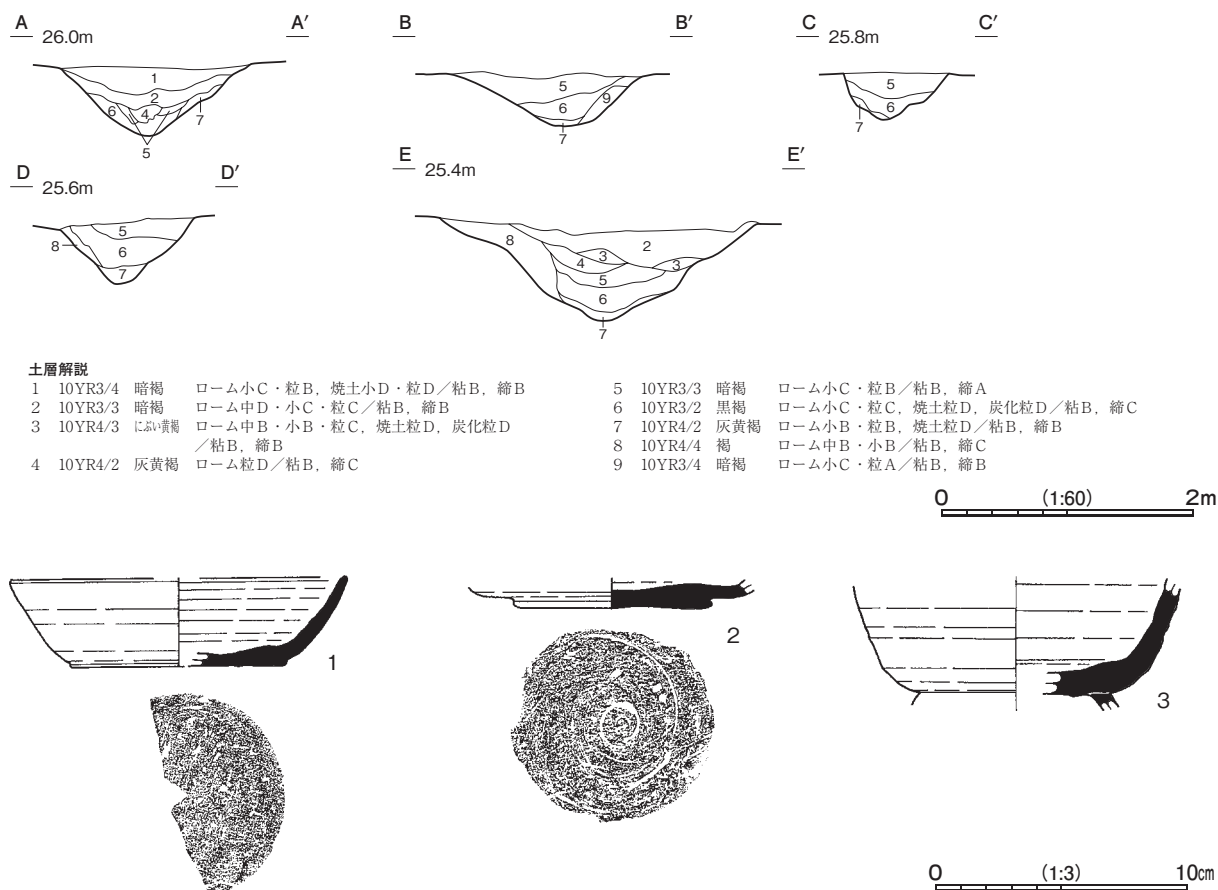 A 26.0m A′
1
2
6 4 7
5
B B′
5
9
6
7
C 25.8m C′
5
6
7
D 25.6m D′
5
8
6
7
E 25.4m E′
8 2
3
4 3
5
6
7
土層解説
1 10YR3/4 暗褐 ローム小C・粒B，焼土小D・粒D／粘B，締B
2 10YR3/3 暗褐 ローム中D・小C・粒C／粘B，締B
3 10YR4/3 にぶい黄褐 ローム中B・小B・粒C，焼土粒D，炭化粒D
／粘B，締B
4 10YR4/2 灰黄褐 ローム粒D／粘B，締C
5 10YR3/3 暗褐 ローム小C・粒B／粘B，締A
6 10YR3/2 黒褐 ローム小C・粒C，焼土粒D，炭化粒D／粘B，締C
7 10YR4/2 灰黄褐 ローム小B・粒B，焼土粒D／粘B，締B
8 10YR4/4 褐 ローム中B・小B／粘B，締C
9 10YR3/4 暗褐 ローム小C・粒A／粘B，締B
0 (1:60) 2m
1
2
3
0 (1:3) 10cm